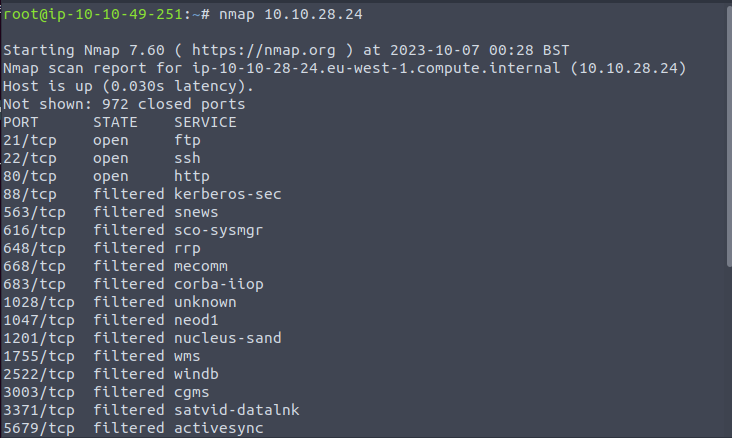 root@ip-10-10-49-251:~# nmap 10.10.28.24
Starting Nmap 7.60 ( https://nmap.org ) at 2023-10-07 00:28 BST
Nmap scan report for ip-10-10-28-24.eu-west-1.compute.internal (10.10.28.24)
Host is up (0.030s latency).
Not shown: 972 closed ports
PORT     STATE    SERVICE
21/tcp   open     ftp
22/tcp   open     ssh
80/tcp   open     http
88/tcp   filtered kerberos-sec
563/tcp  filtered snews
616/tcp  filtered sco-sysmgr
648/tcp  filtered rrp
668/tcp  filtered mecomm
683/tcp  filtered corba-iiop
1028/tcp filtered unknown
1047/tcp filtered neod1
1201/tcp filtered nucleus-sand
1755/tcp filtered wms
2522/tcp filtered windb
3003/tcp filtered cgms
3371/tcp filtered satvid-datalnk
5679/tcp filtered activesync